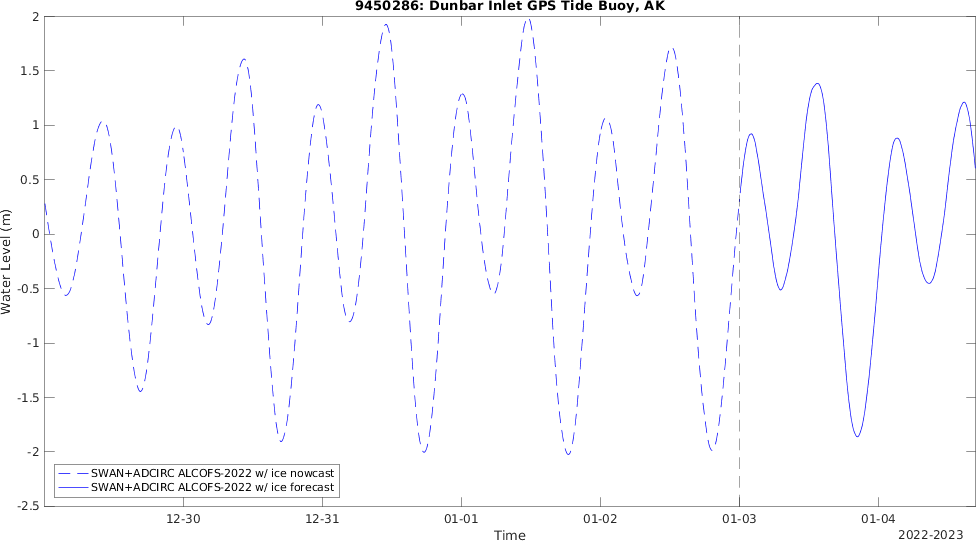 9450286: Dunbar Inlet GPS Tide Buoy, AK
Water Level (m)
2
1.5
1
0.5
0
-0.5
-1
-1.5
-2
-2.5
SWAN+ADCIRC ALCOFS-2022 w/ ice nowcast
SWAN+ADCIRC ALCOFS-2022 w/ ice forecast
12-30 12-31 01-01 01-02 01-03 01-04
Time
2022-2023